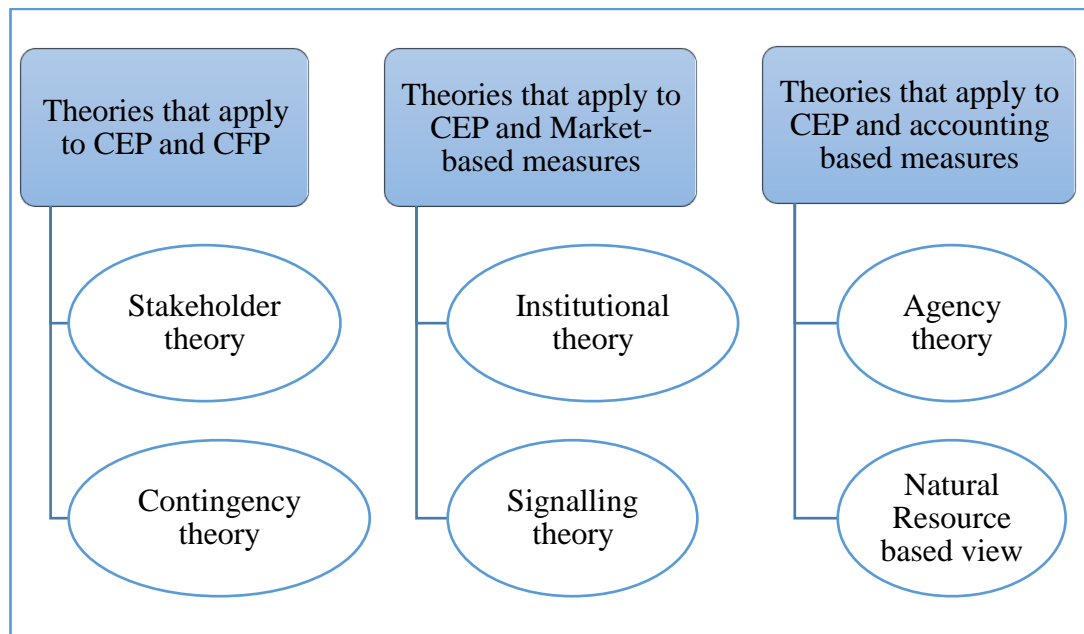 Theories that apply
to CEP and CFP
Stakeholder
theory
Contingency
theory
Theories that apply to
CEP and Market-
based measures
Institutional
theory
Signalling
theory
Theories that apply to
CEP and accounting
based measures
Agency
theory
Natural
Resource
based view